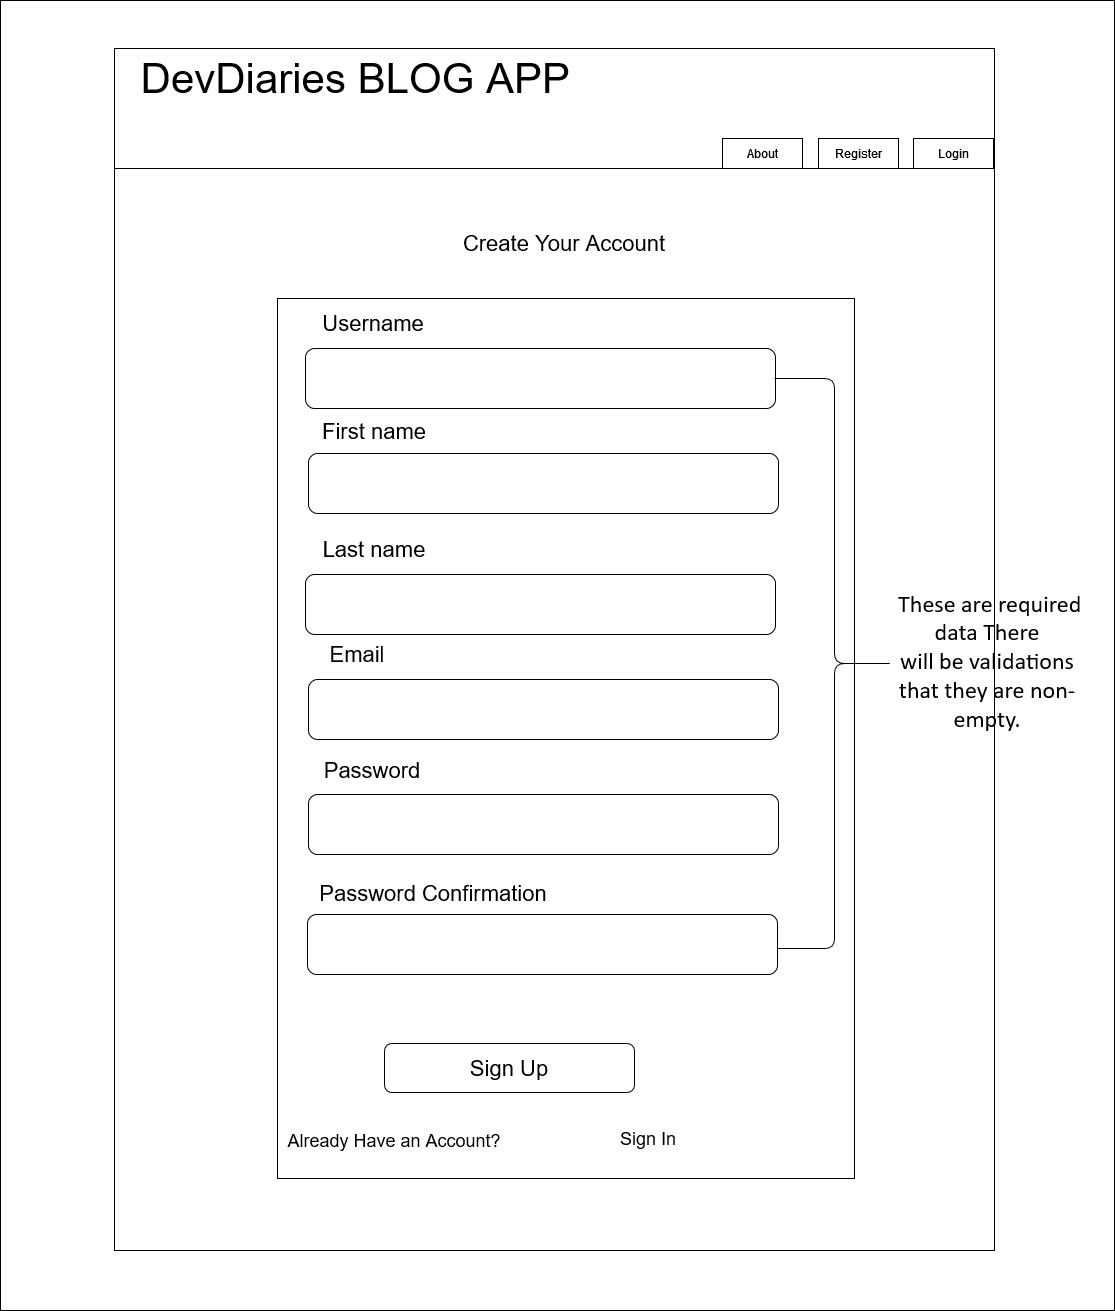 DevDiaries BLOG APP
About
Register
Login
Create Your Account
Username
First name
Last name
Email
Password
Password Confirmation
These are required
data There
will be validations
that they are non-
empty.
Sign Up
Already Have an Account?
Sign In